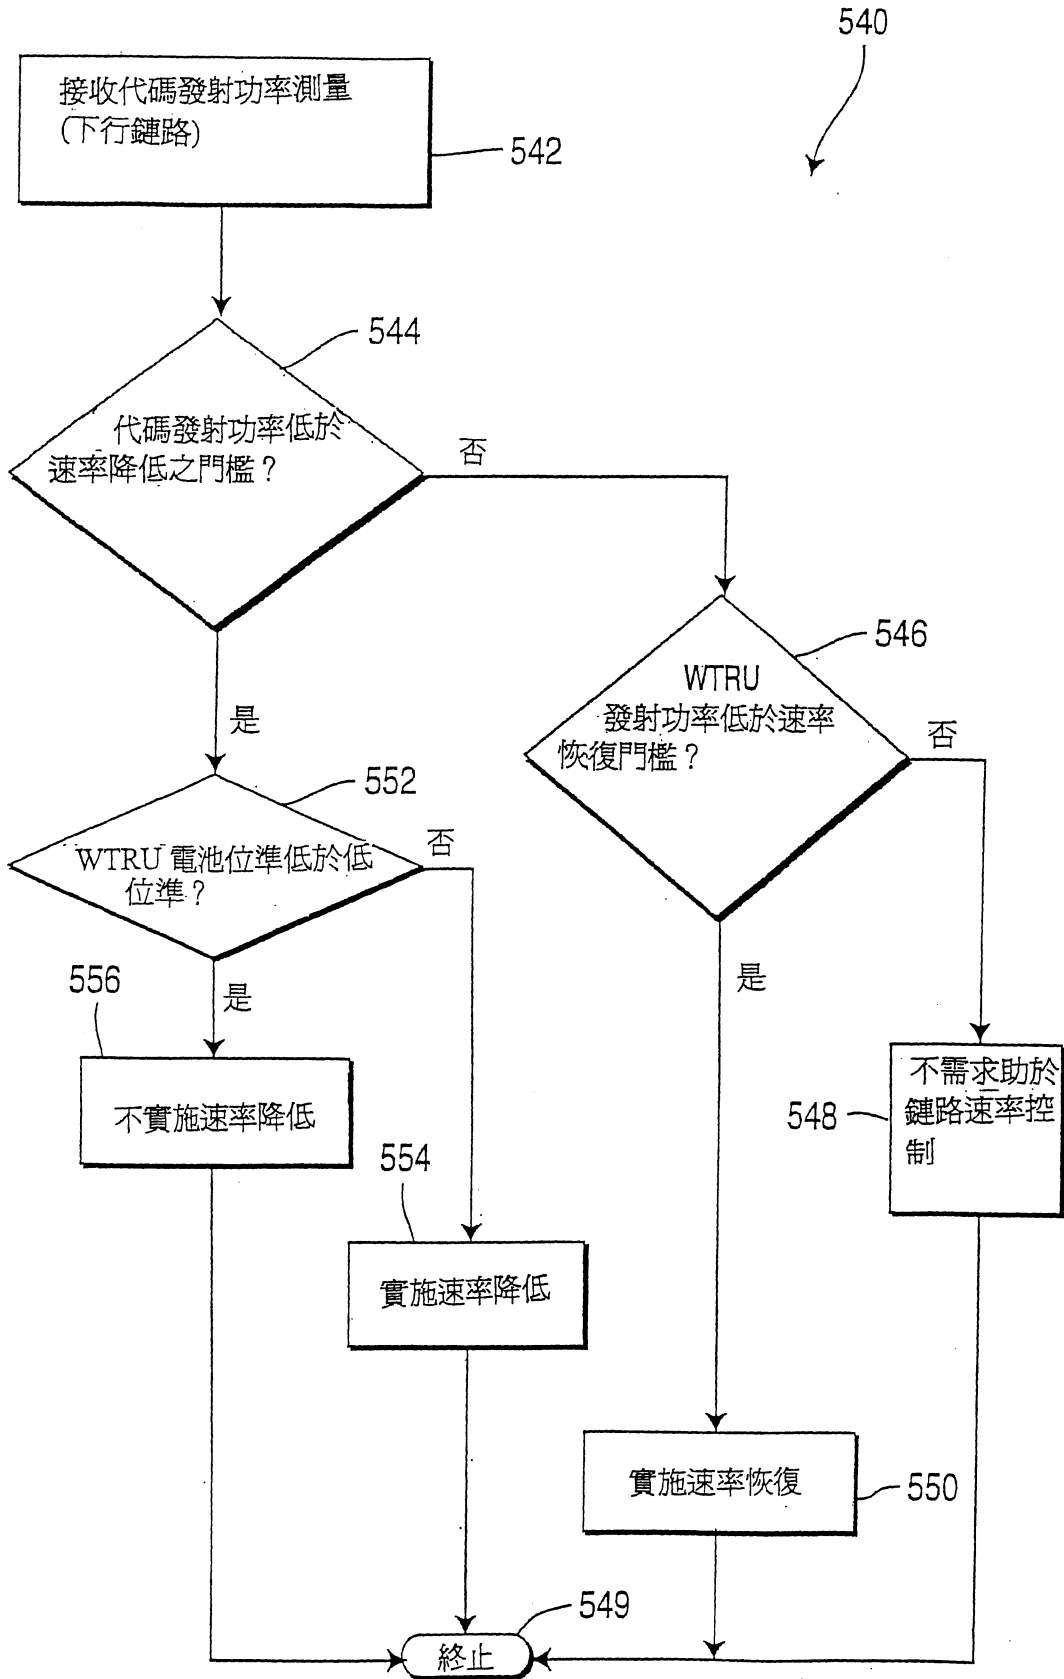 540
接收代碼發射功率測量
(下行鏈路)
542
544
代碼發射功率低於
速率降低之門檻？
否
是
546
WTRU
發射功率低於速率
恢復門檻？
否
是
552
WTRU 電池位準低於低
位準？
否
是
556
不實施速率降低
554
實施速率降低
548
不需求助於
鏈路速率控
制
實施速率恢復
550
549
終止